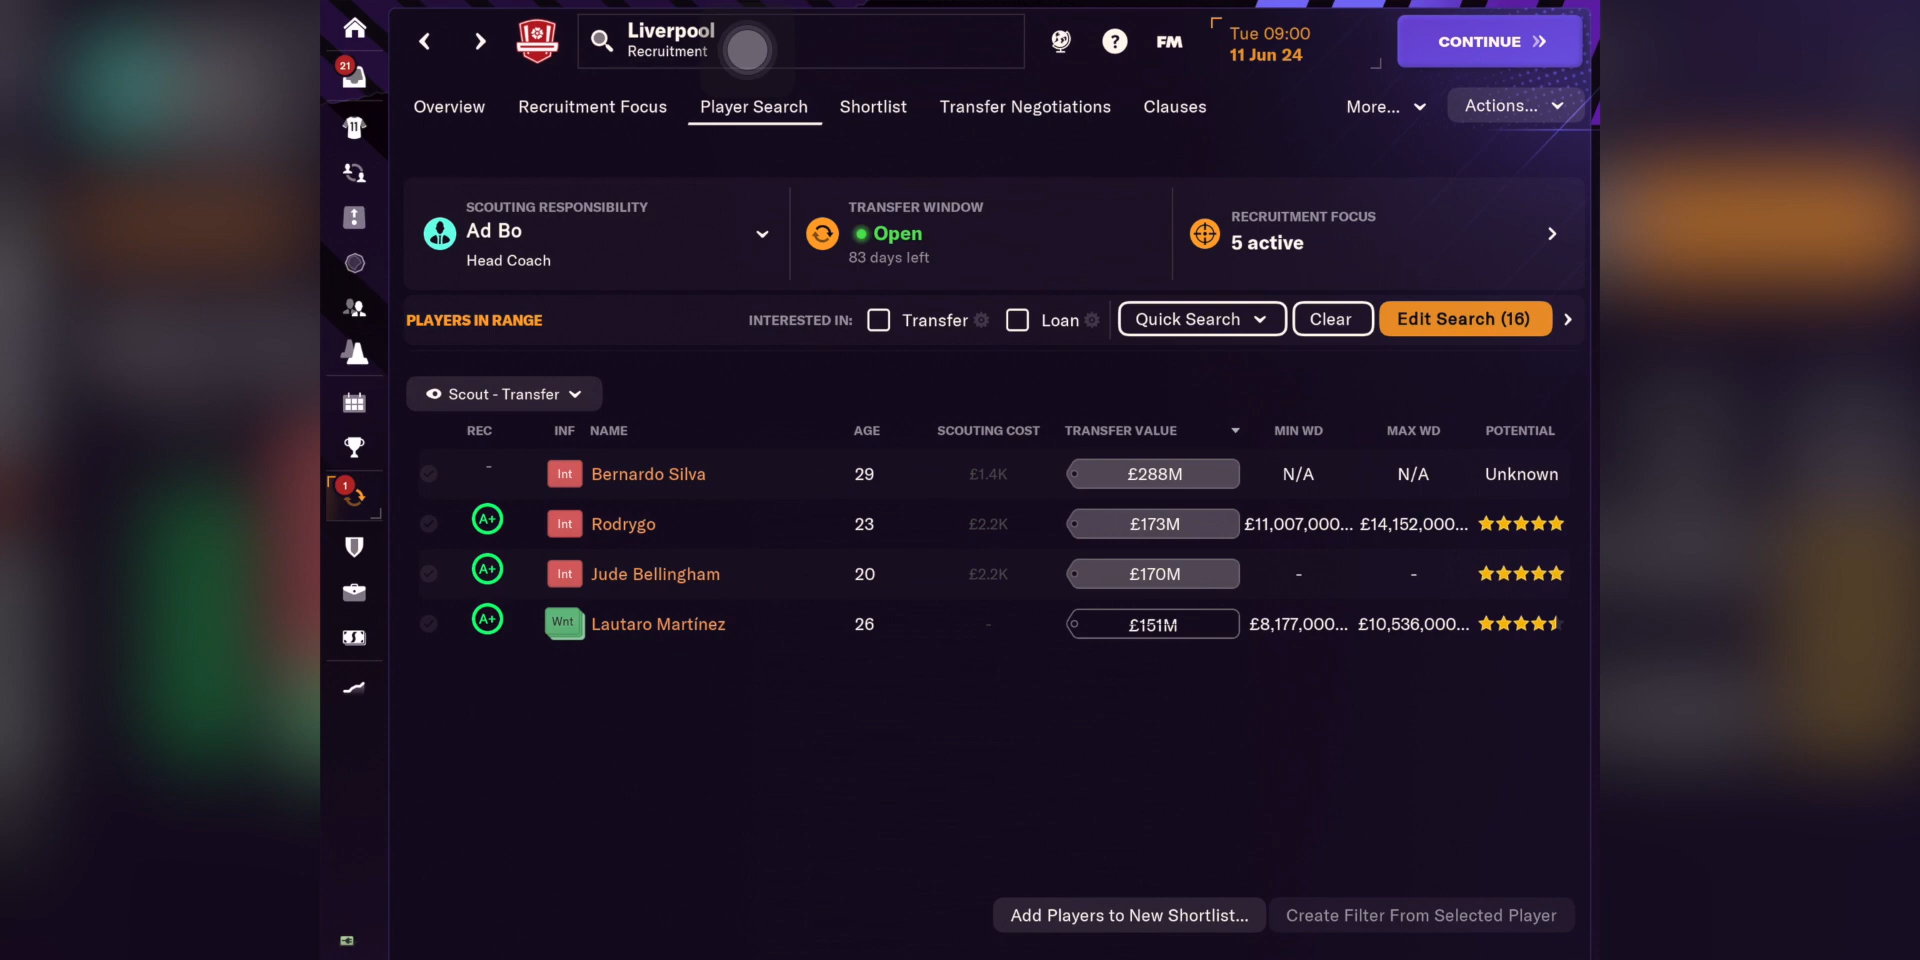 Liverpool
Recruitment
?
FM
Tue 09:00
11 Jun 24
CONTINUE
21
11
1
Overview
Recruitment Focus
Player Search
Shortlist
Transfer Negotiations
Clauses
More...
Actions...
SCOUTING RESPONSIBILITY
Ad Bo
Head Coach
TRANSFER WINDOW
Open
83 days left
RECRUITMENT FOCUS
5 active
PLAYERS IN RANGE
INTERESTED IN:
Transfer
Loan
Quick Search
Clear
Edit Search (16)
Scout - Transfer
REC INF NAME AGE SCOUTING COST TRANSFER VALUE MIN WD MAX WD POTENTIAL
- Int Bernardo Silva 29 £1.4K £288M N/A N/A Unknown
A+ Int Rodrygo 23 £2.2K £173M £11,007,000... £14,152,000...
A+ Int Jude Bellingham 20 £2.2K £170M - -
A+ Wnt Lautaro Martínez 26 - £151M £8,177,000... £10,536,000...
Add Players to New Shortlist...
Create Filter From Selected Player